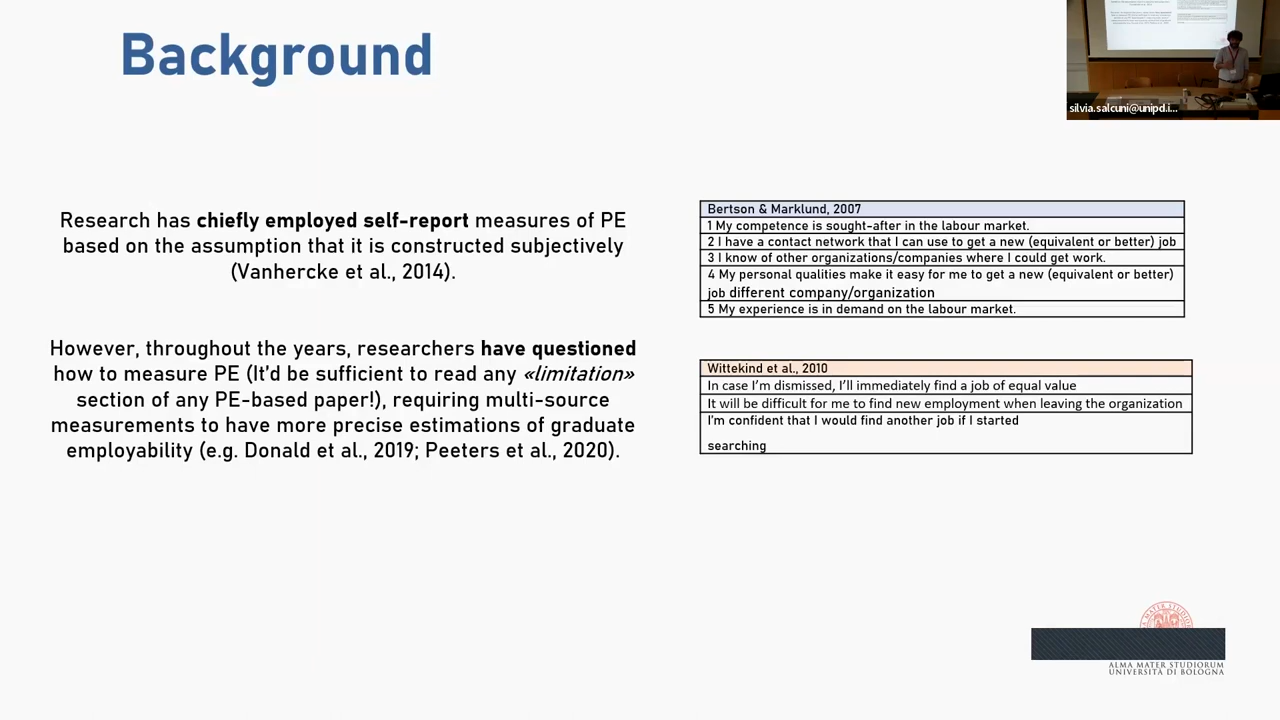 Background
silvia.salcuni@unipd.i...
Research has chiefly employed self-report measures of PE
based on the assumption that it is constructed subjectively
(Vanhercke et al., 2014).
However, throughout the years, researchers have questioned
how to measure PE (It'd be sufficient to read any «limitation»
section of any PE-based paper!), requiring multi-source
measurements to have more precise estimations of graduate
employability (e.g. Donald et al., 2019; Peeters et al., 2020).
Bertson & Marklund, 2007
1 My competence is sought-after in the labour market.
2 I have a contact network that I can use to get a new (equivalent or better) job
3 I know of other organizations/companies where I could get work.
4 My personal qualities make it easy for me to get a new (equivalent or better)
job different company/organization
5 My experience is in demand on the labour market.
Wittekind et al., 2010
In case I'm dismissed, I'll immediately find a job of equal value
It will be difficult for me to find new employment when leaving the organization
I'm confident that I would find another job if I started
searching
ALMA MATER STUDIORUM
UNIVERSITÀ DI BOLOGNA